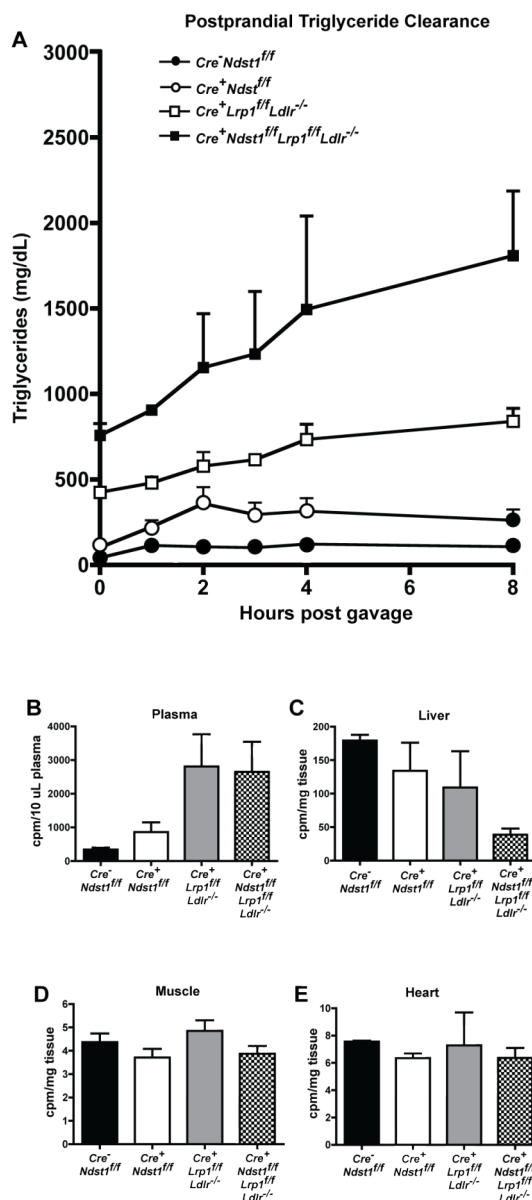 Postprandial Triglyceride Clearance
A
Cre-Ndst1f/f
Cre+Ndstf/f
Cre+Lrp1f/fLdlr-/-
Cre+Ndst1f/fLrp1f/fLdlr-/-
Triglycerides (mg/dL)
3000
2500
2000
1500
1000
500
0
0 2 4 6 8
Hours post gavage
B
Plasma
cpm/10 uL plasma
4000
3000
2000
1000
0
Cre- Cre+ Cre+ Cre+
Ndst1f/f Ndst1f/f Lrp1f/f Ndst1f/f
Ldlr-/- Lrp1f/f
Ldlr-/-
C
Liver
cpm/mg tissue
200
150
100
50
0
Cre- Cre+ Cre+ Cre+
Ndst1f/f Ndst1f/f Lrp1f/f Ndst1f/f
Ldlr-/- Lrp1f/f
Ldlr-/-
D
Muscle
cpm/mg tissue
6
5
4
3
2
1
0
Cre- Cre+ Cre+ Cre+
Ndst1f/f Ndst1f/f Lrp1f/f Ndst1f/f
Ldlr-/- Lrp1f/f
Ldlr-/-
E
Heart
cpm/mg tissue
10
8
6
4
2
0
Cre- Cre+ Cre+ Cre+
Ndst1f/f Ndst1f/f Lrp1f/f Ndst1f/f
Ldlr-/- Lrp1f/f
Ldlr-/-